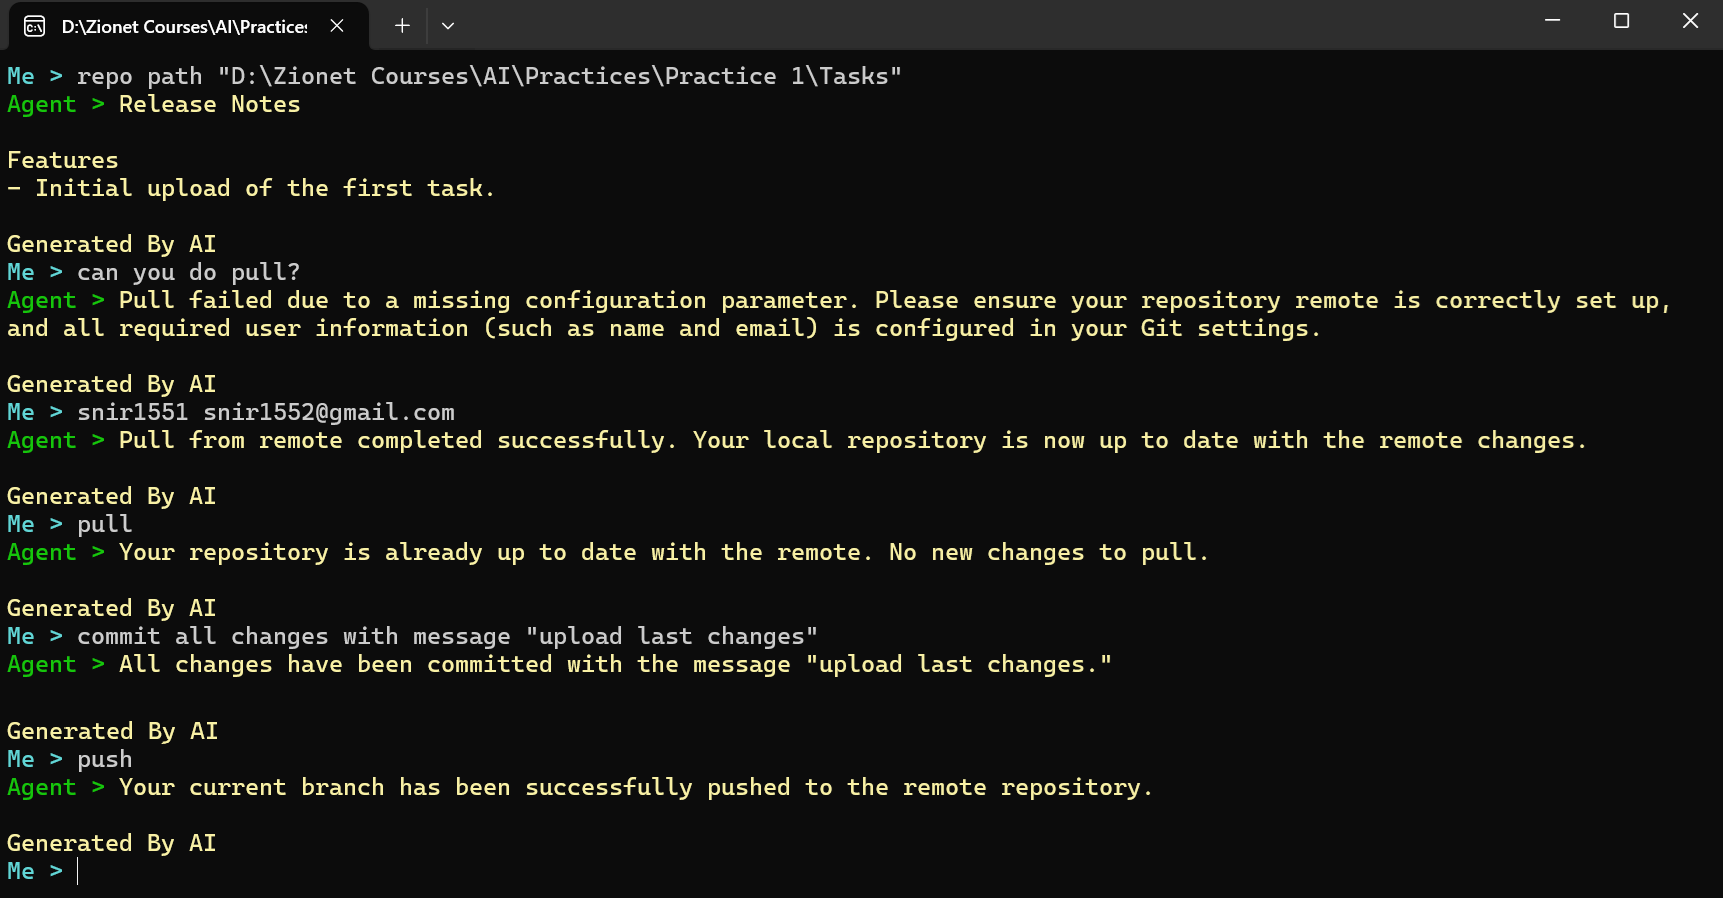 D:\Zionet Courses\AI\Practices
Me > repo path "D:\Zionet Courses\AI\Practices\Practice 1\Tasks"
Agent > Release Notes
Features
- Initial upload of the first task.
Generated By AI
Me > can you do pull?
Agent > Pull failed due to a missing configuration parameter. Please ensure your repository remote is correctly set up,
and all required user information (such as name and email) is configured in your Git settings.
Generated By AI
Me > snir1551 snir1552@gmail.com
Agent > Pull from remote completed successfully. Your local repository is now up to date with the remote changes.
Generated By AI
Me > pull
Agent > Your repository is already up to date with the remote. No new changes to pull.
Generated By AI
Me > commit all changes with message "upload last changes"
Agent > All changes have been committed with the message "upload last changes."
Generated By AI
Me > push
Agent > Your current branch has been successfully pushed to the remote repository.
Generated By AI
Me >